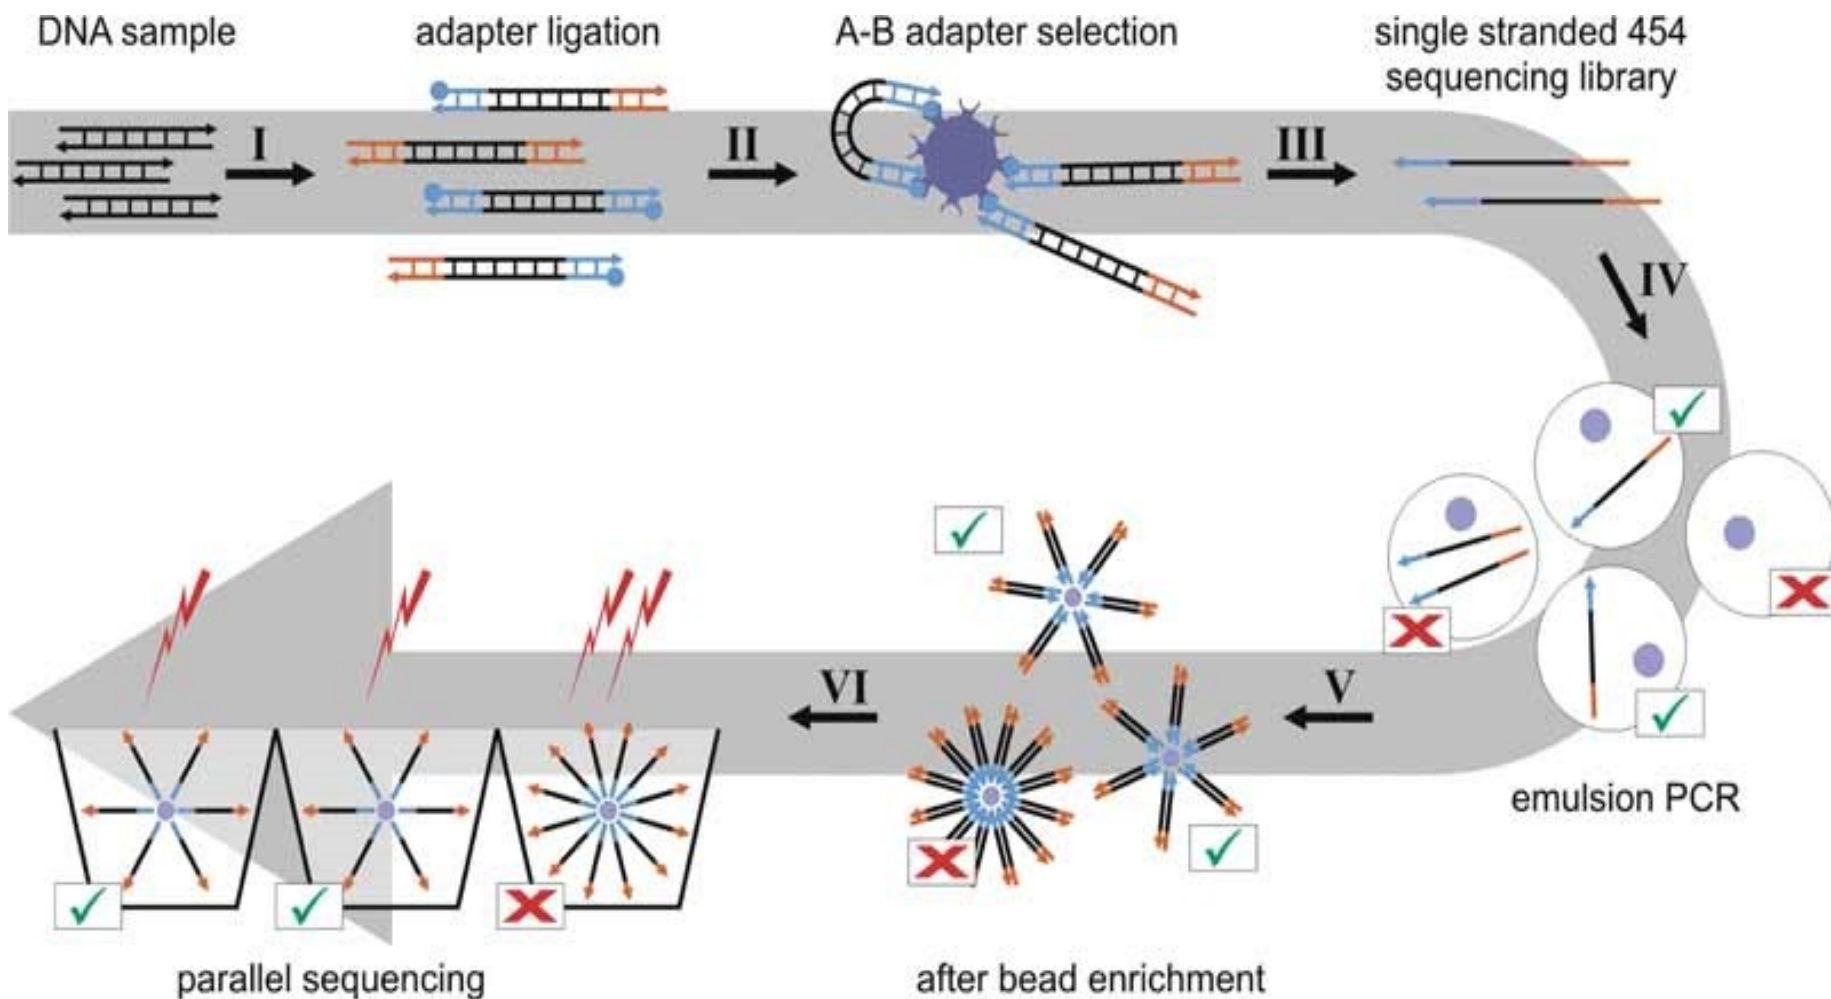 DNA sample
adapter ligation
A-B adapter selection
single stranded 454
sequencing library
I
II
III
IV
emulsion PCR
V
after bead enrichment
VI
parallel sequencing